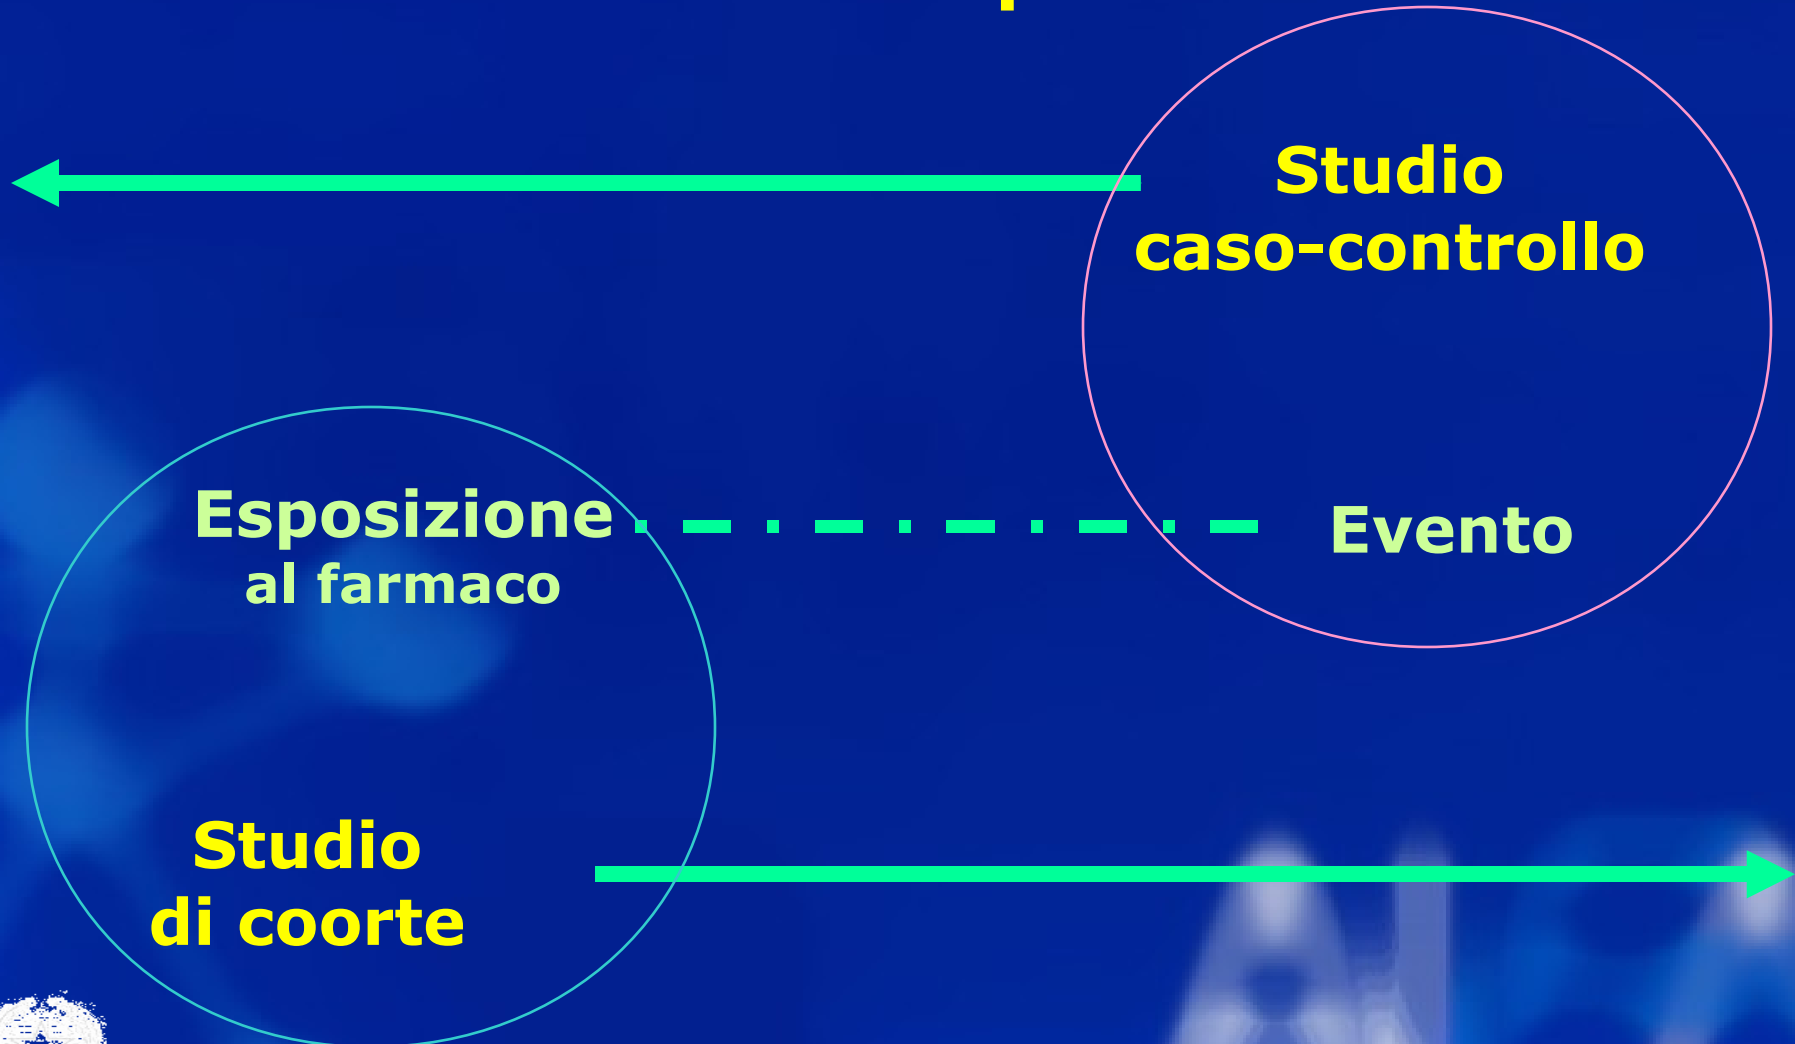 Studio
caso-controllo
Esposizione
al farmaco
Evento
Studio
di coorte